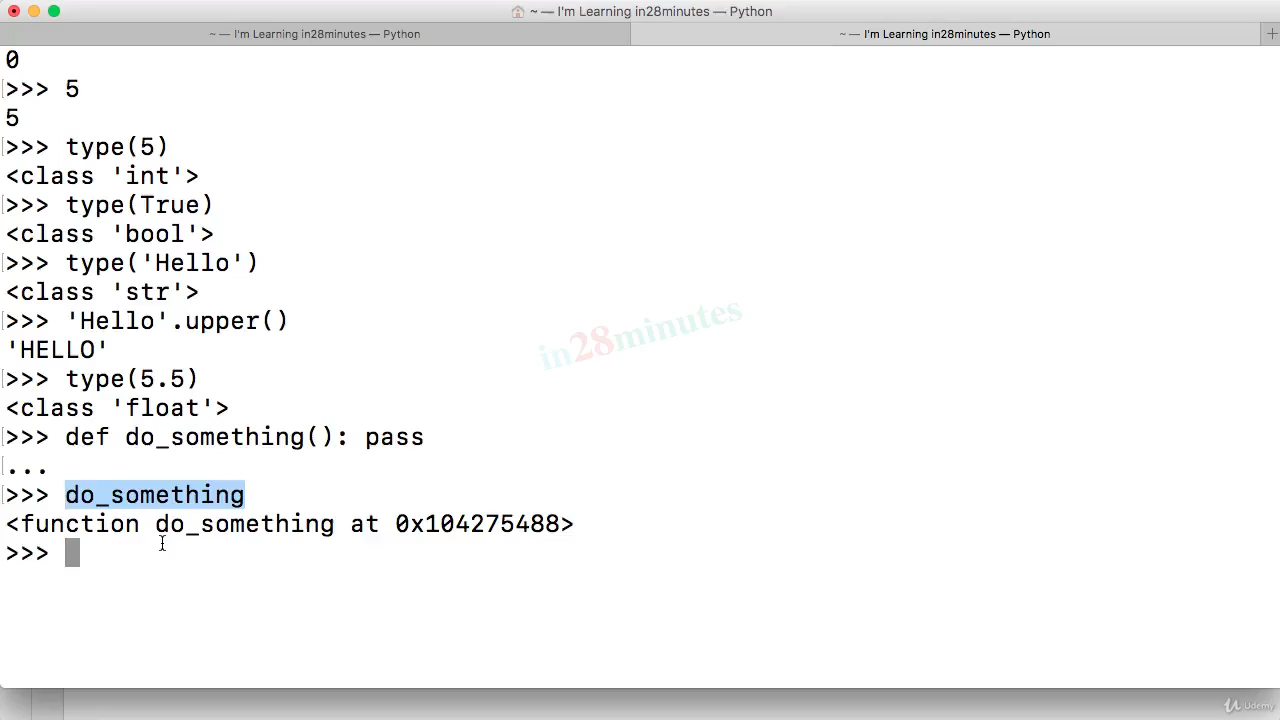 ~ — I'm Learning in28minutes — Python
~ — I'm Learning in28minutes — Python
~ — I'm Learning in28minutes — Python
0
>>> 5
5
>>> type(5)
<class 'int'>
>>> type(True)
<class 'bool'>
>>> type('Hello')
<class 'str'>
>>> 'Hello'.upper()
'HELLO'
>>> type(5.5)
<class 'float'>
>>> def do_something(): pass
...
>>> do_something
<function do_something at 0x104275488>
>>>
in28minutes
Udemy